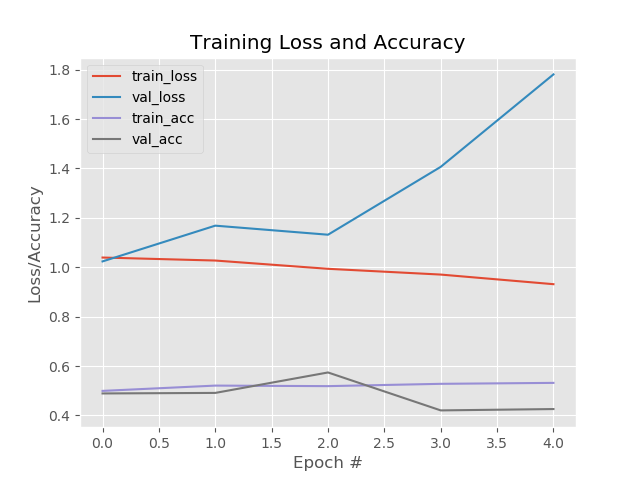 Training Loss and Accuracy
train_loss
val_loss
train_acc
val_acc
1.8
1.6
1.4
1.2
1.0
0.8
0.6
0.4
Loss/Accuracy
0.0 0.5 1.0 1.5 2.0 2.5 3.0 3.5 4.0
Epoch #